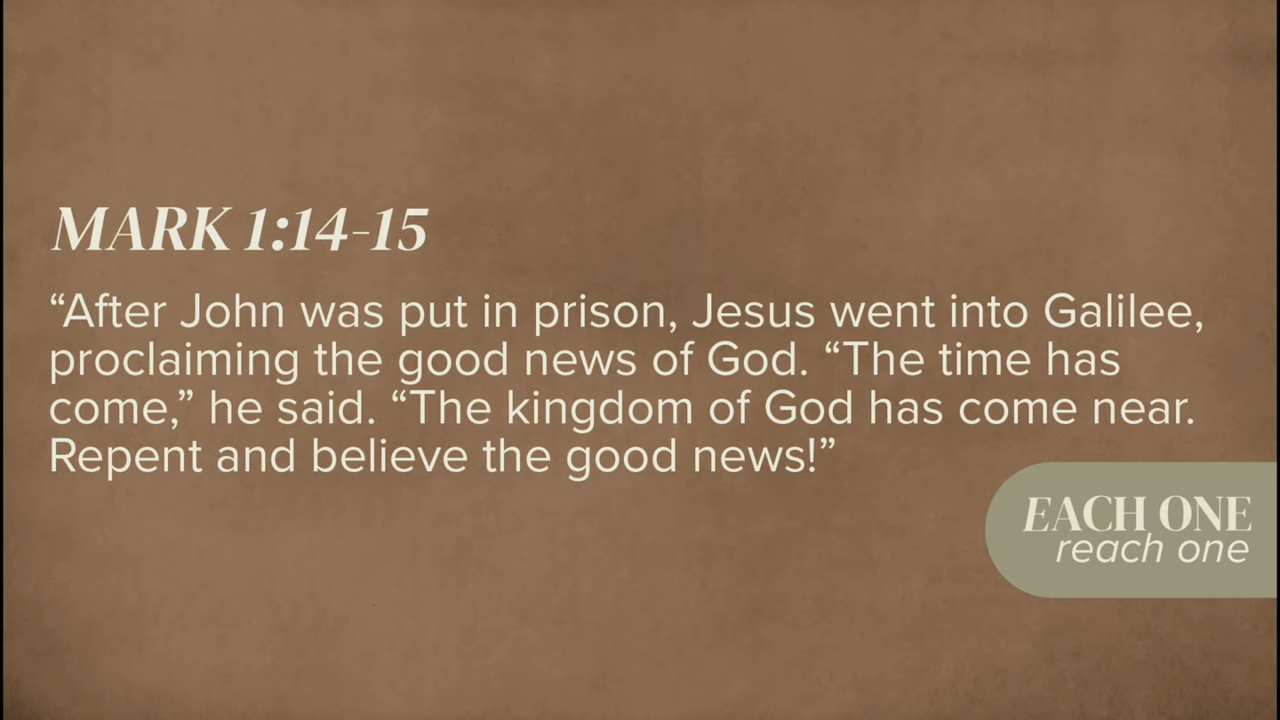 MARK 1:14-15
“After John was put in prison, Jesus went into Galilee,
proclaiming the good news of God. “The time has
come,” he said. “The kingdom of God has come near.
Repent and believe the good news!”
EACH ONE
reach one